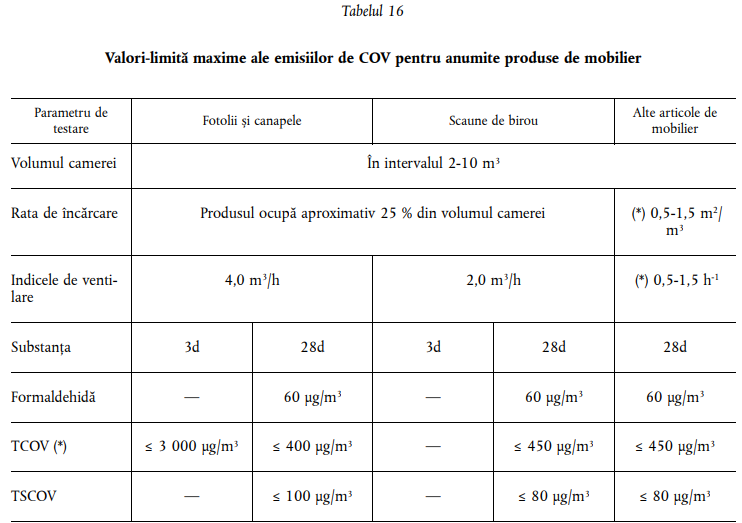 Tabelul 16
Valori-limită maxime ale emisiilor de COV pentru anumite produse de mobilier
Parametru de testare | Fotolii și canapele | Scaune de birou | Alte articole de mobilier
Volumul camerei | În intervalul 2-10 m³
Rata de încărcare | Produsul ocupă aproximativ 25 % din volumul camerei | (*) 0,5-1,5 m²/m³
Indicele de venti-lare | 4,0 m³/h | 2,0 m³/h | (*) 0,5-1,5 h⁻¹
Substanța | 3d | 28d | 3d | 28d | 28d
Formaldehidă | — | 60 μg/m³ | — | 60 μg/m³ | 60 μg/m³
TCOV (*) | ≤ 3 000 μg/m³ | ≤ 400 μg/m³ | — | ≤ 450 μg/m³ | ≤ 450 μg/m³
TSCOV | — | ≤ 100 μg/m³ | — | ≤ 80 μg/m³ | ≤ 80 μg/m³